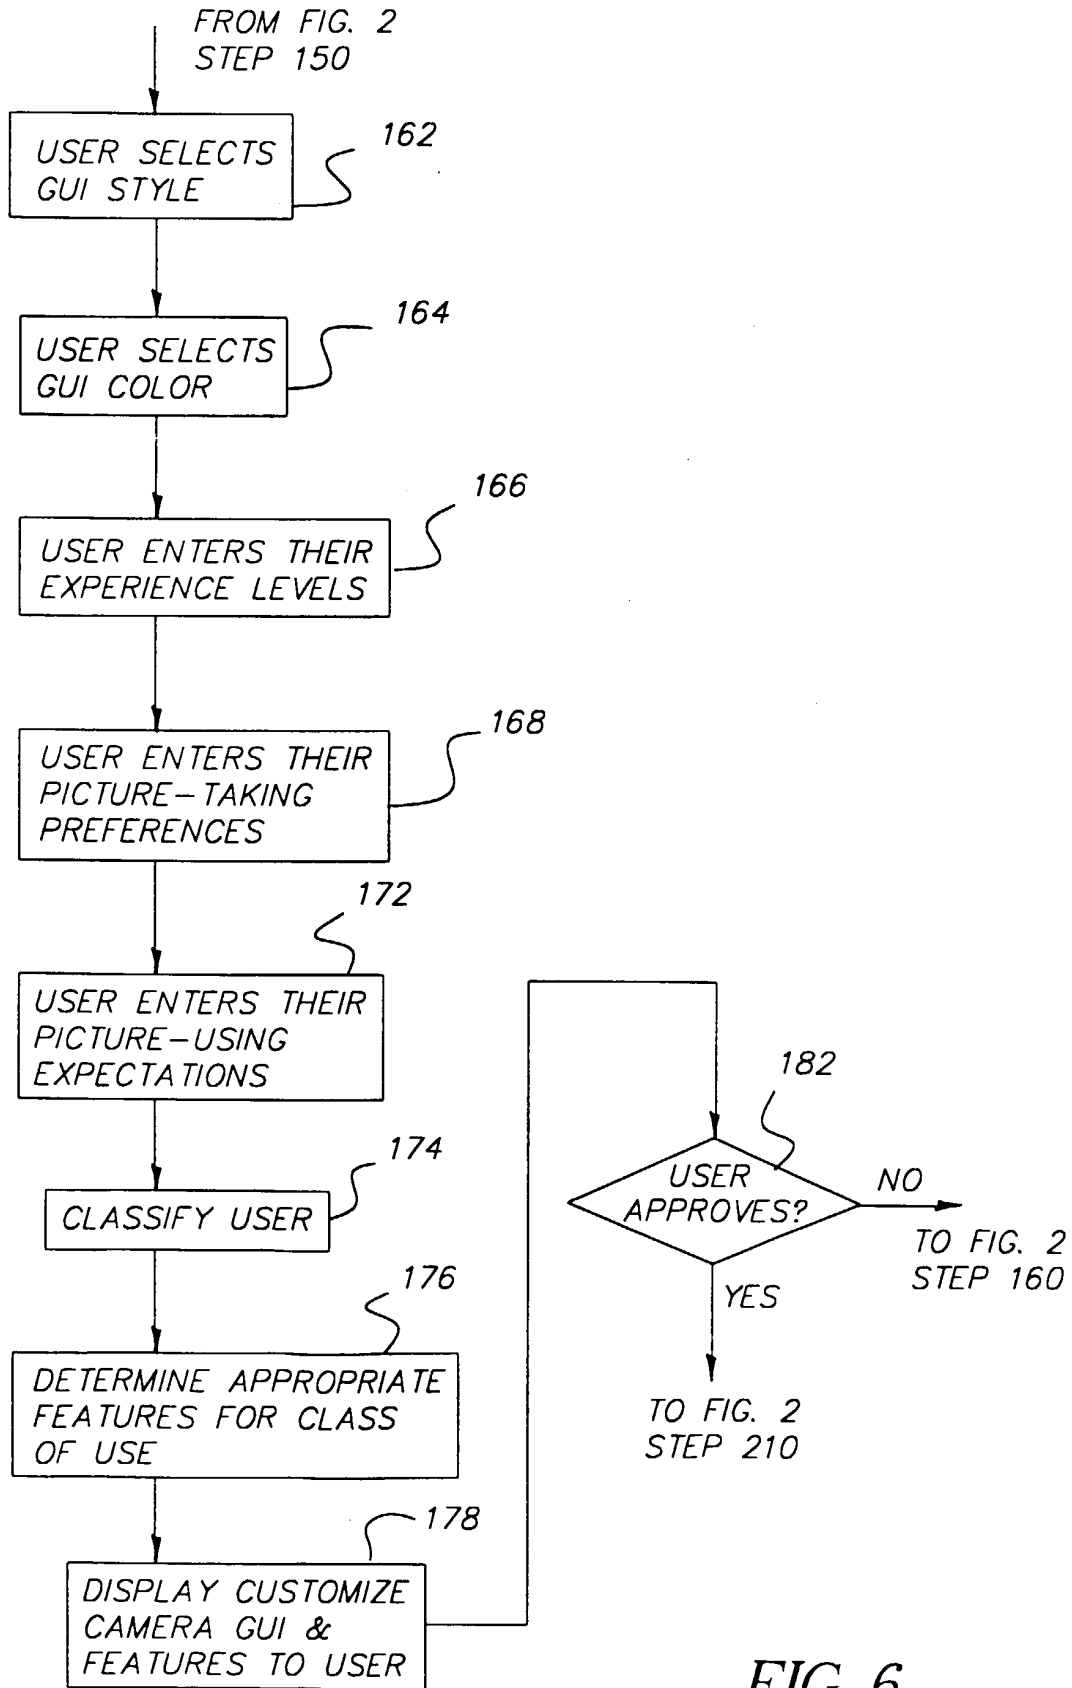 FROM FIG. 2
STEP 150
162
USER SELECTS
GUI STYLE
164
USER SELECTS
GUI COLOR
166
USER ENTERS THEIR
EXPERIENCE LEVELS
168
USER ENTERS THEIR
PICTURE-TAKING
PREFERENCES
172
USER ENTERS THEIR
PICTURE-USING
EXPECTATIONS
174
CLASSIFY USER
176
DETERMINE APPROPRIATE
FEATURES FOR CLASS
OF USE
178
DISPLAY CUSTOMIZE
CAMERA GUI &
FEATURES TO USER
182
USER
APPROVES?
NO
TO FIG. 2
STEP 160
YES
TO FIG. 2
STEP 210
FIG. 6